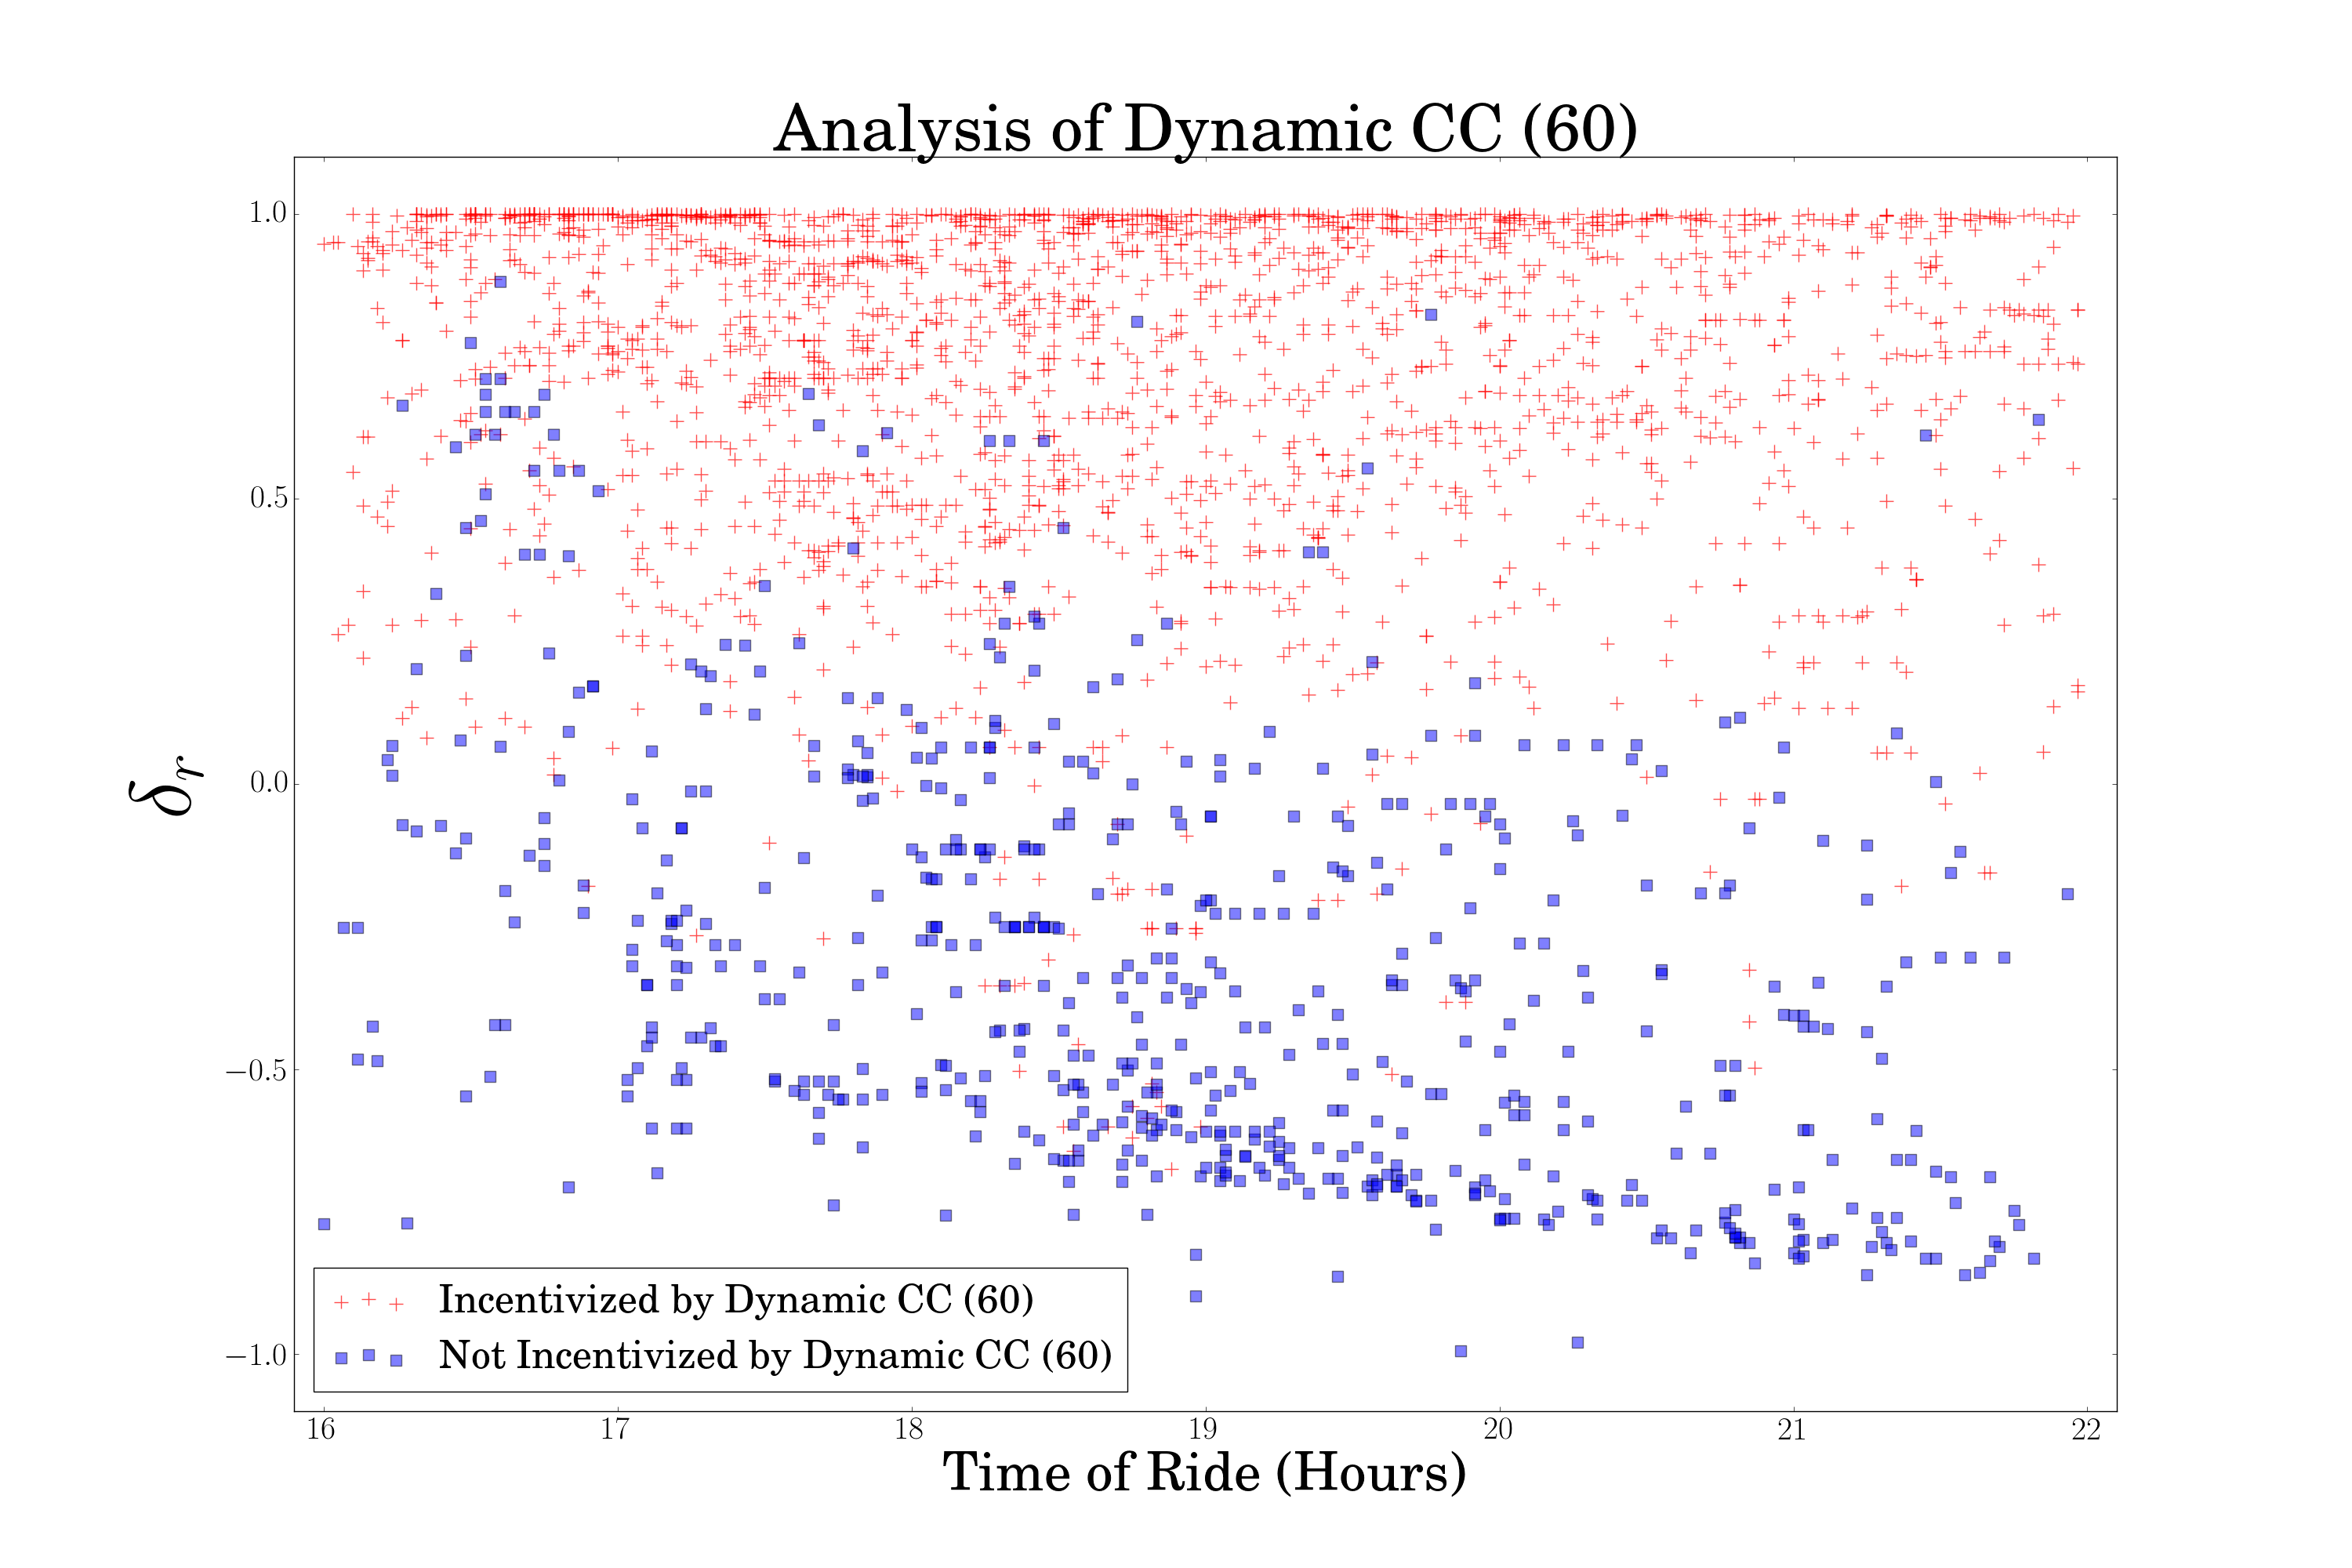 Analysis of Dynamic CC (60)
1.0
0.5
0.0
−0.5
−1.0
δr
Incentivized by Dynamic CC (60)
Not Incentivized by Dynamic CC (60)
16 17 18 19 20 21 22
Time of Ride (Hours)